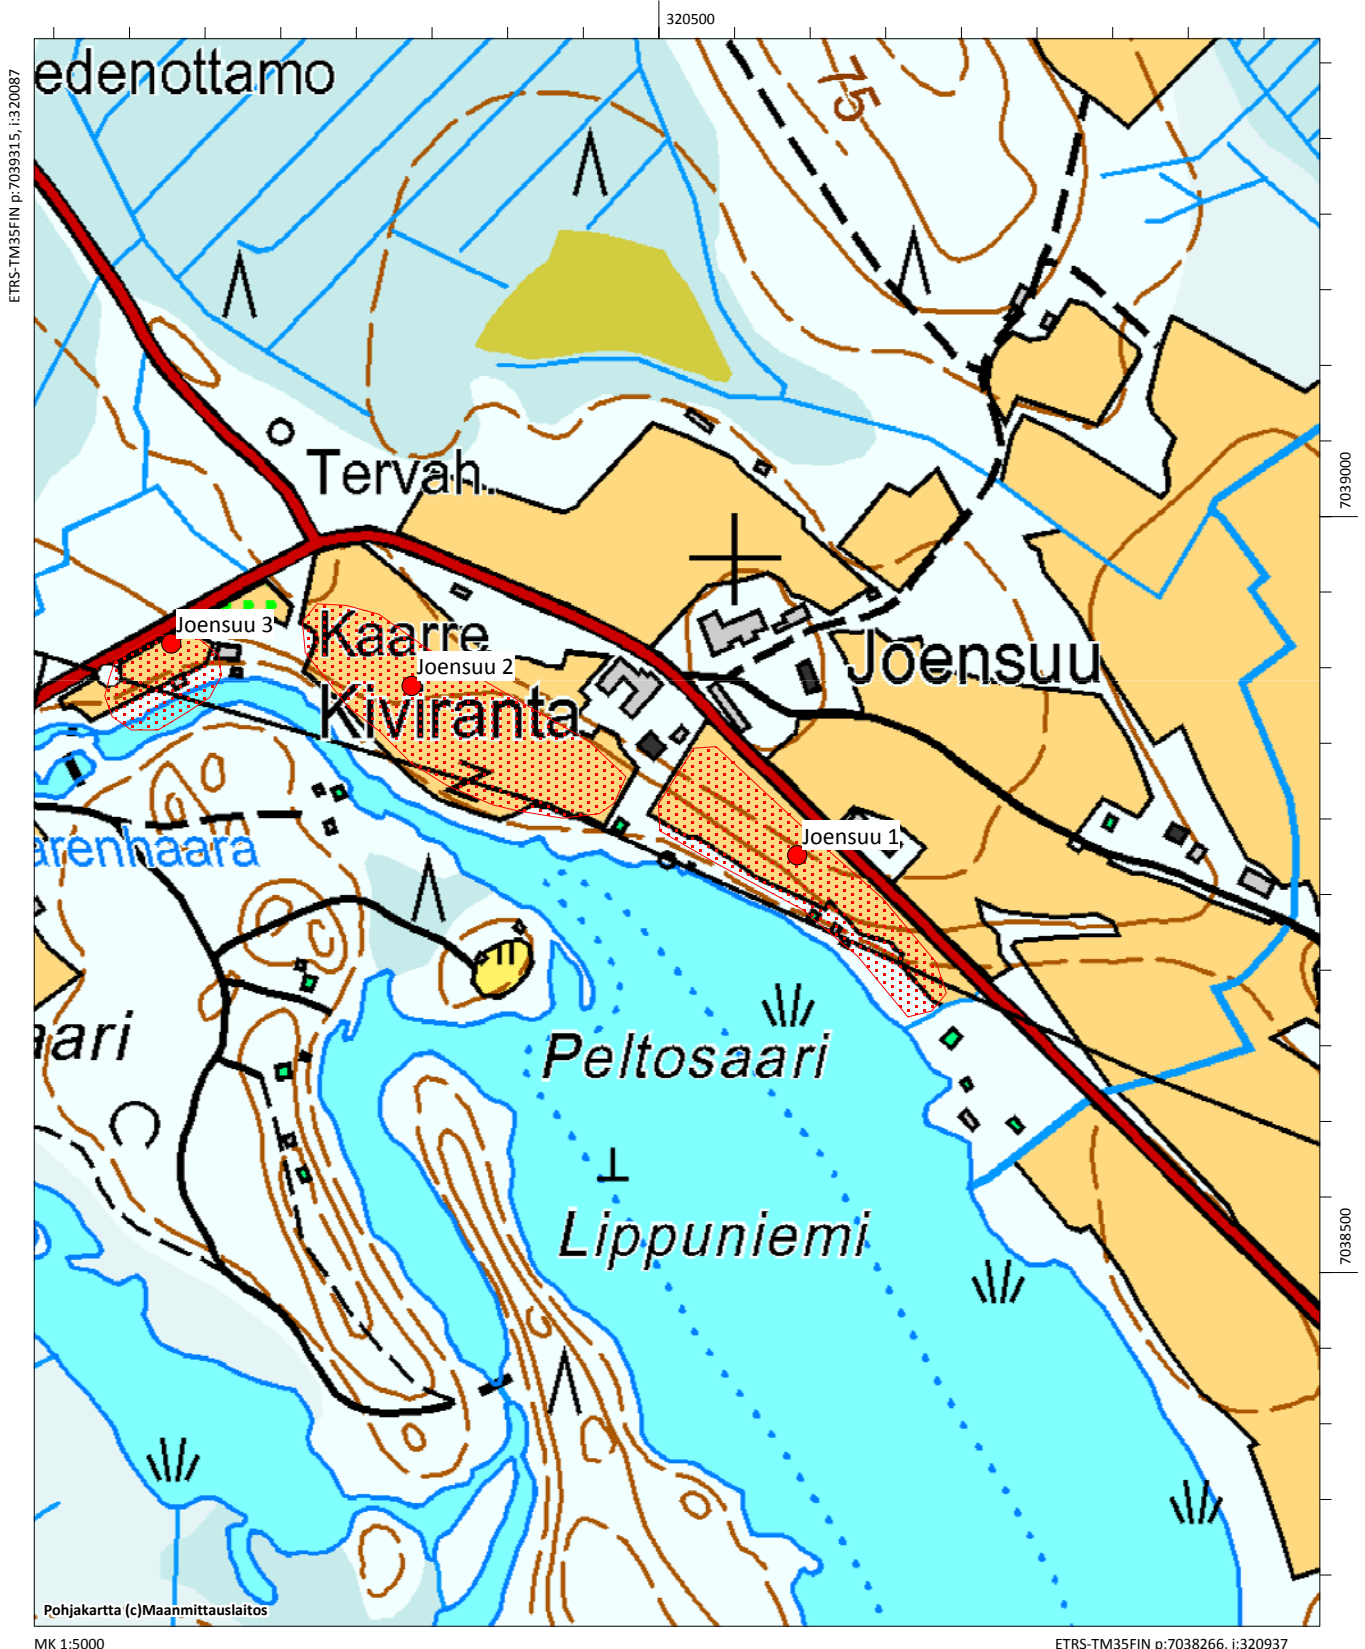 320500
ETRS-TM35FIN p:7039315, i:320087
edenottamo
75
Tervah.
7039000
Joensuu 3
Kaarre
Joensuu 2
Joensuu
Kiviranta
Joensuu 1
arenhaara
aari
Peltosaari
Lippuniemi
7038500
Pohjakartta (c)Maanmittauslaitos
MK 1:5000
ETRS-TM35FIN p:7038266, i:320937